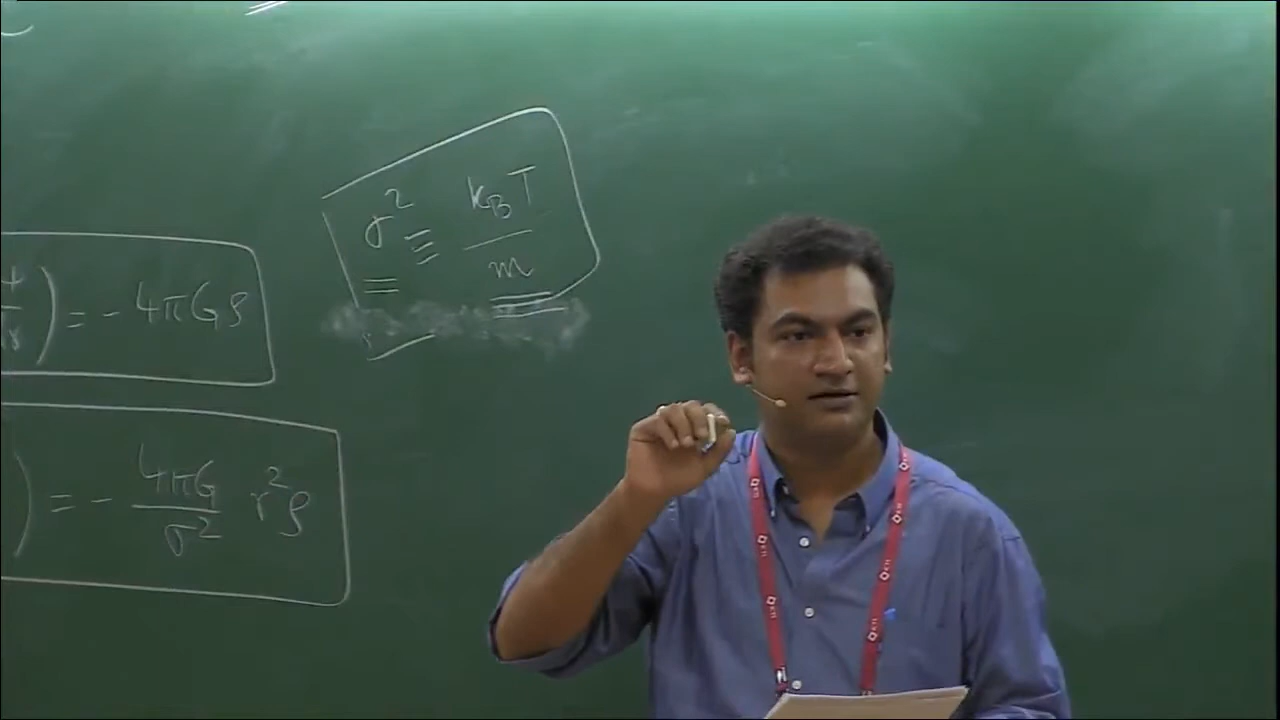 σ² ≡ k_B T / m
) = - 4πGρ
) = - 4πG / σ² r²ρ